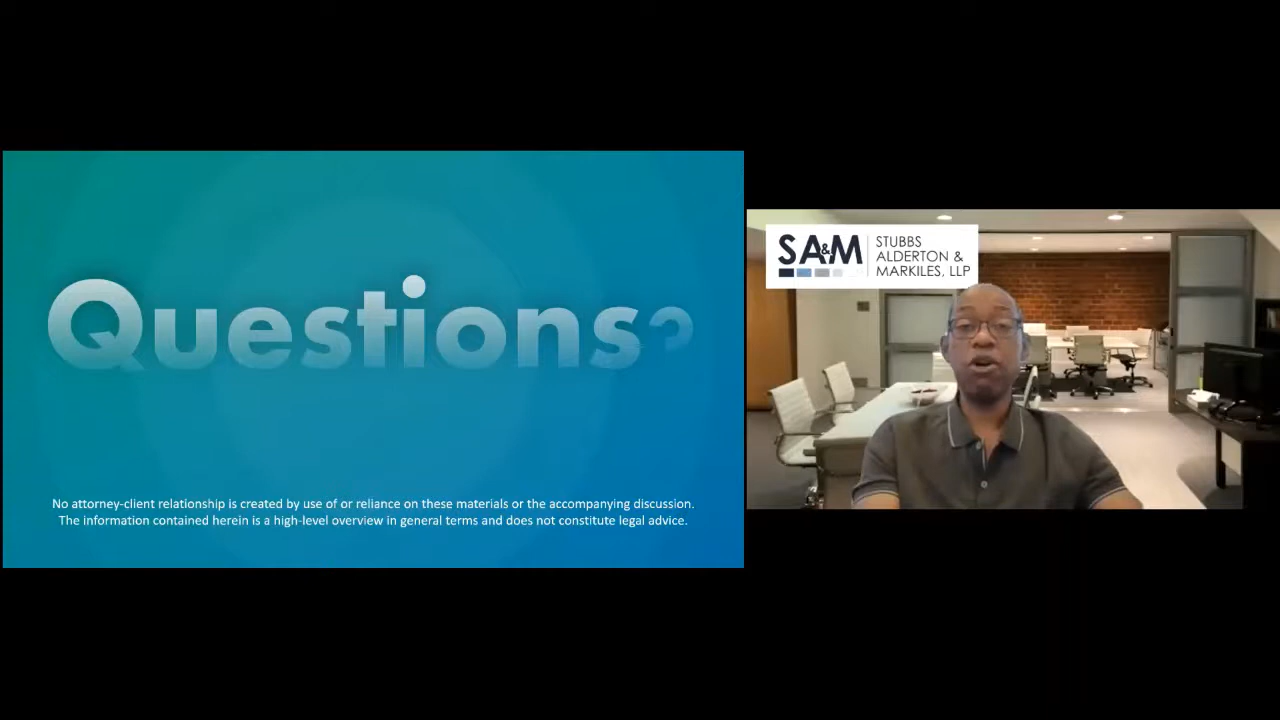 Questions?
No attorney-client relationship is created by use of or reliance on these materials or the accompanying discussion.
The information contained herein is a high-level overview in general terms and does not constitute legal advice.
SA&M
STUBBS
ALDERTON &
MARKILES, LLP